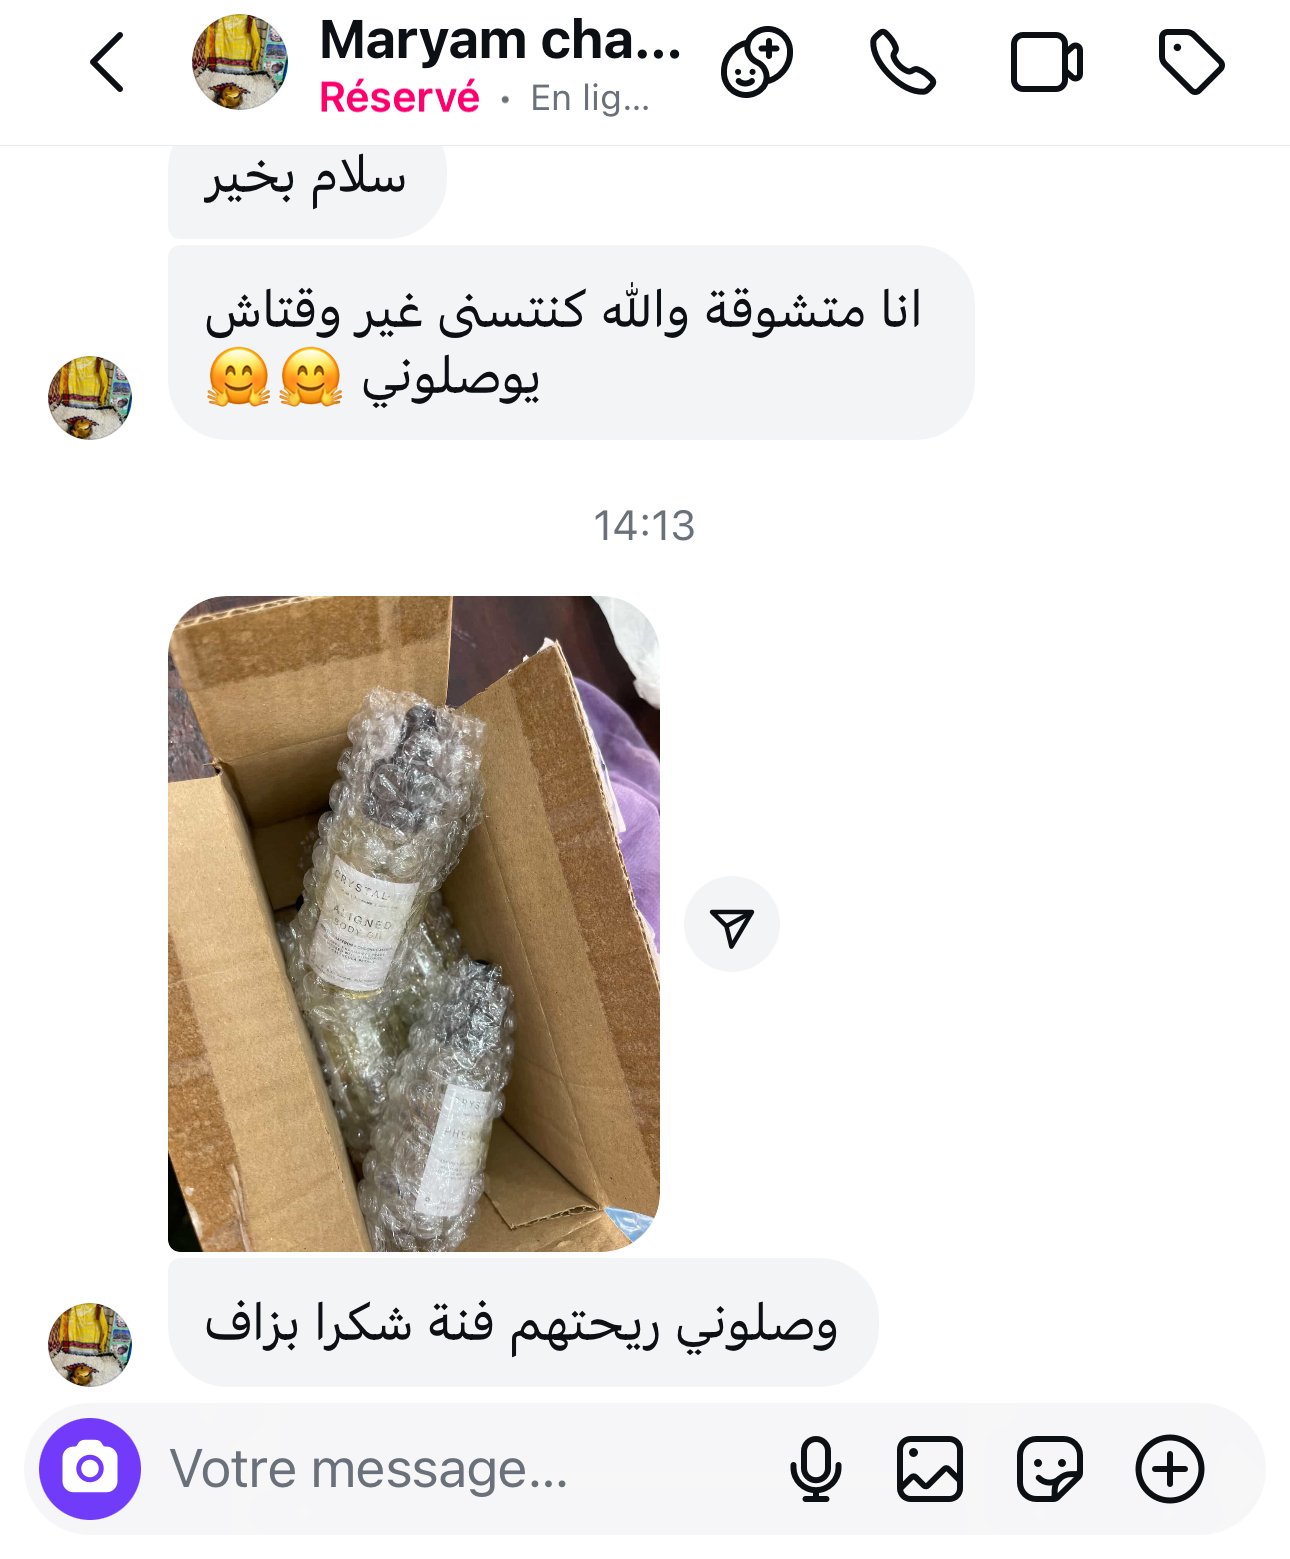 Maryam cha...
Réservé • En lig...
سلام بخير
انا متشوقة والله كنتسنى غير وقتاش
يوصلوني 🤗🤗
14:13
CRYSTAL
ALIGNED
BODY OIL
وصلوني ريحتهم فنة شكرا بزاف
Votre message...